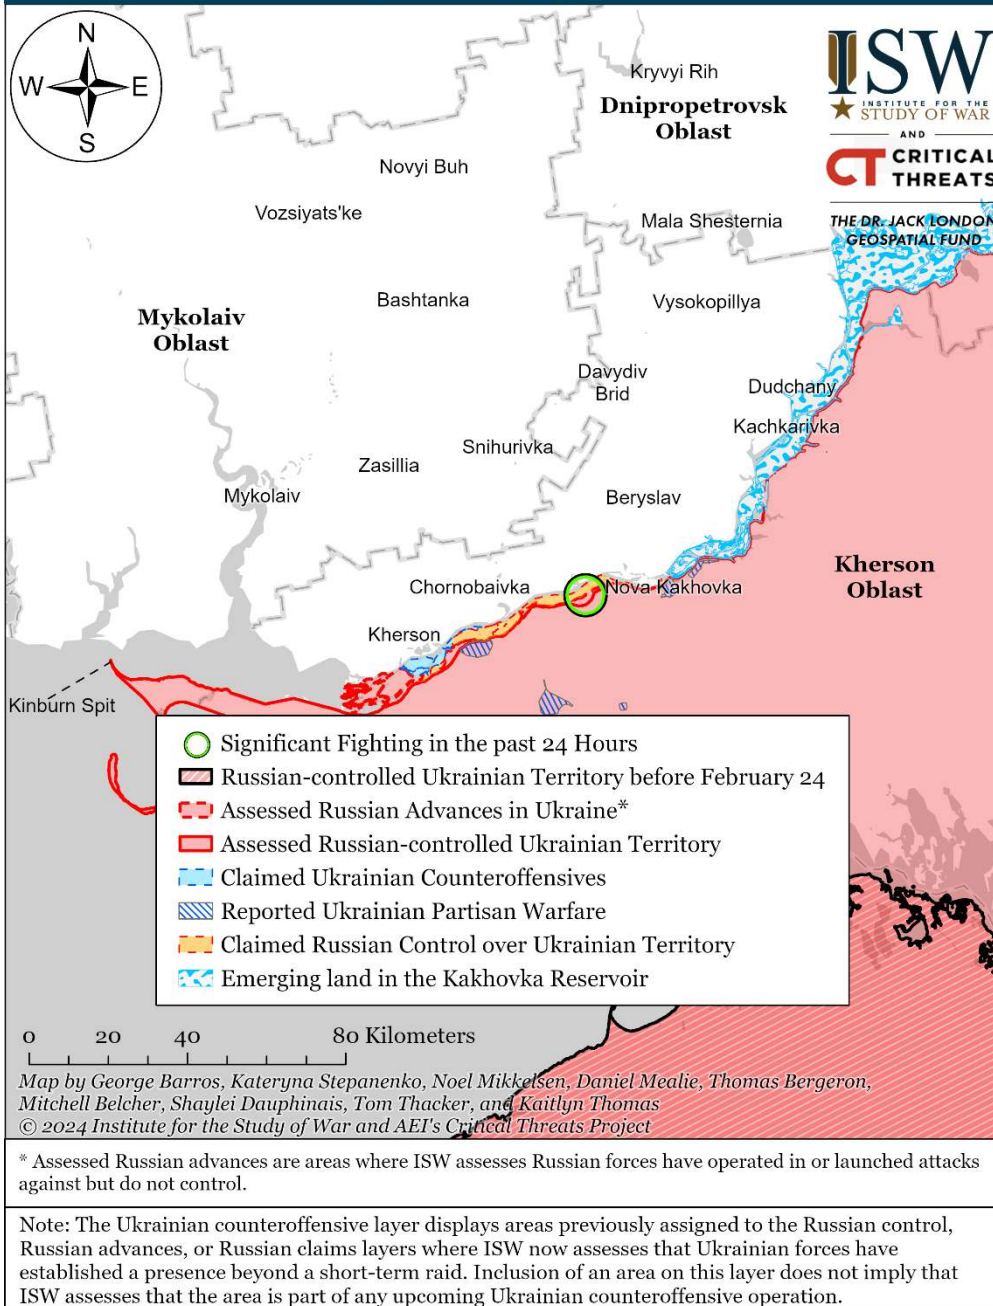 N
W E
S
ISW
INSTITUTE FOR THE
STUDY OF WAR
AND
CT CRITICAL
THREATS
THE DR. JACK LONDON
GEOSPATIAL FUND
Kryvyi Rih
Dnipropetrovsk
Oblast
Novyi Buh
Vozsiyats'ke
Mala Shesternia
Bashtanka
Vysokopillya
Mykolaiv
Oblast
Davydiv
Brid
Dudchany
Kachkarivka
Snihurivka
Zasillia
Mykolaiv
Beryslav
Kherson
Oblast
Chornobaivka
Nova Kakhovka
Kherson
Kinburn Spit
Significant Fighting in the past 24 Hours
Russian-controlled Ukrainian Territory before February 24
Assessed Russian Advances in Ukraine*
Assessed Russian-controlled Ukrainian Territory
Claimed Ukrainian Counteroffensives
Reported Ukrainian Partisan Warfare
Claimed Russian Control over Ukrainian Territory
Emerging land in the Kakhovka Reservoir
0 20 40 80 Kilometers
Map by George Barros, Kateryna Stepanenko, Noel Mikkelsen, Daniel Mealie, Thomas Bergeron,
Mitchell Belcher, Shaylei Dauphinais, Tom Thacker, and Kaitlyn Thomas
© 2024 Institute for the Study of War and AEI's Critical Threats Project
* Assessed Russian advances are areas where ISW assesses Russian forces have operated in or launched attacks
against but do not control.
Note: The Ukrainian counteroffensive layer displays areas previously assigned to the Russian control,
Russian advances, or Russian claims layers where ISW now assesses that Ukrainian forces have
established a presence beyond a short-term raid. Inclusion of an area on this layer does not imply that
ISW assesses that the area is part of any upcoming Ukrainian counteroffensive operation.